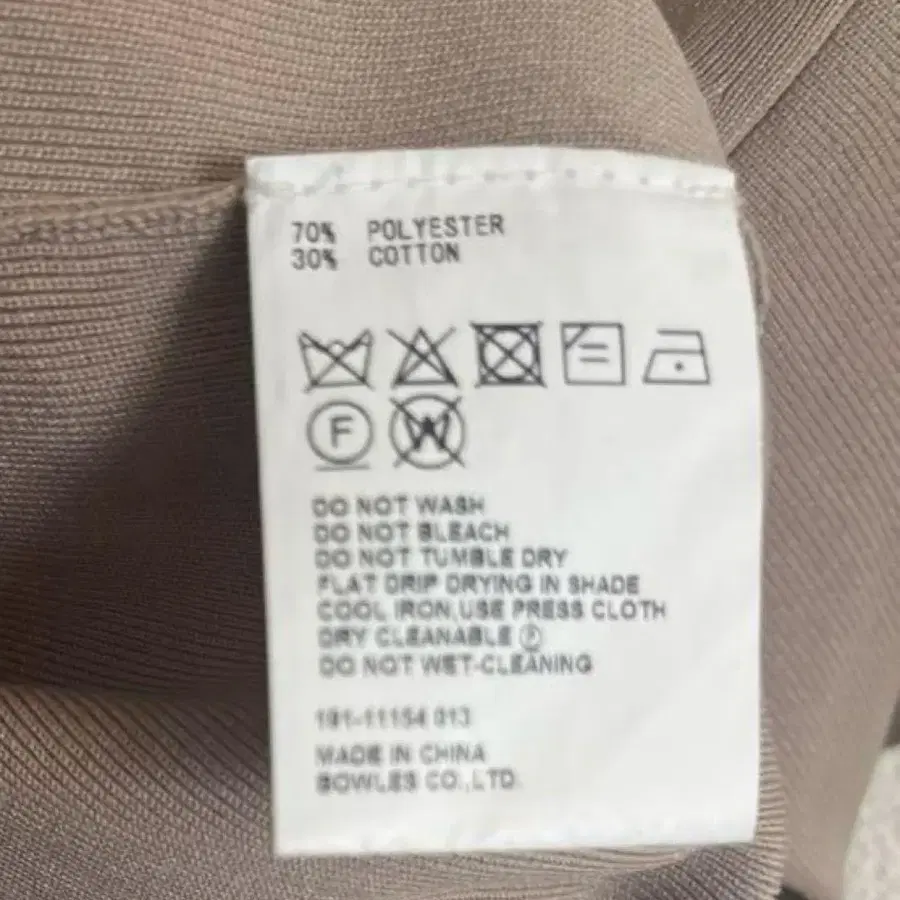 70% POLYESTER
30% COTTON
F
W
DO NOT WASH
DO NOT BLEACH
DO NOT TUMBLE DRY
FLAT DRIP DRYING IN SHADE
COOL IRON,USE PRESS CLOTH
DRY CLEANABLE Ⓕ
DO NOT WET-CLEANING
191-11154 013
MADE IN CHINA
BOWLES CO.,LTD.